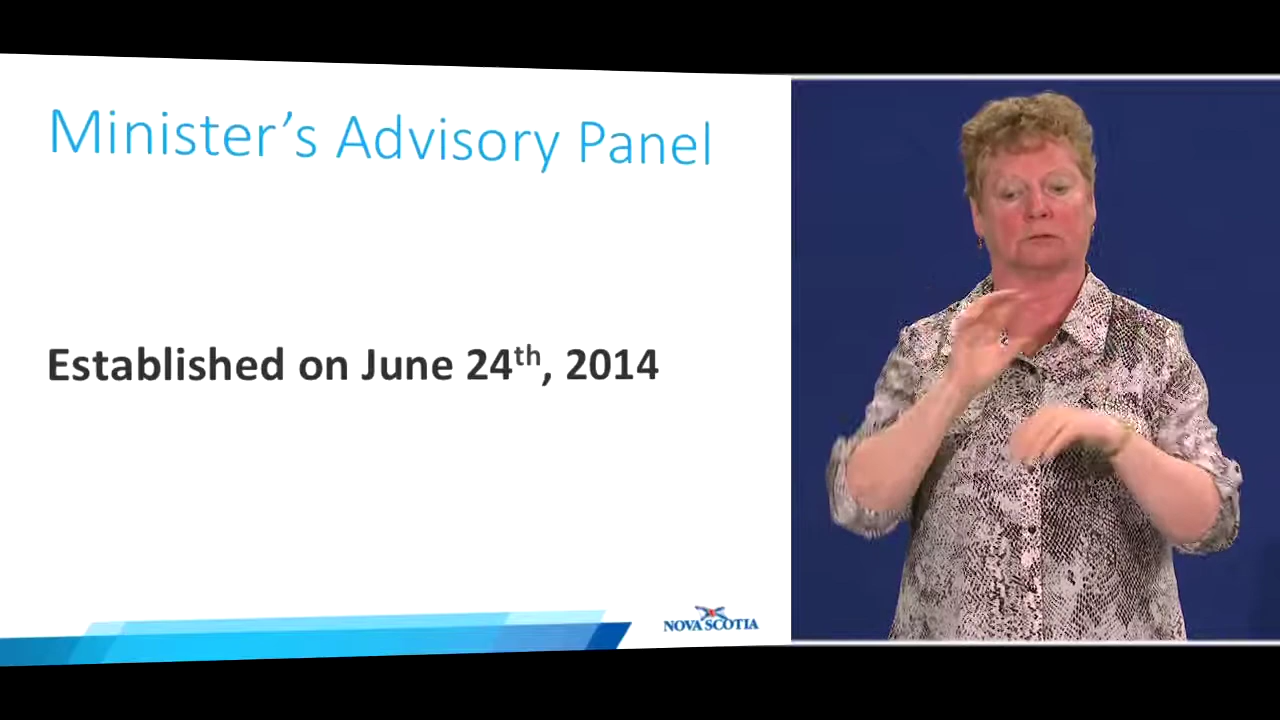 Minister’s Advisory Panel
Established on June 24th, 2014
NOVA SCOTIA